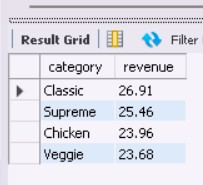 Result Grid Filter
category revenue
Classic 26.91
Supreme 25.46
Chicken 23.96
Veggie 23.68